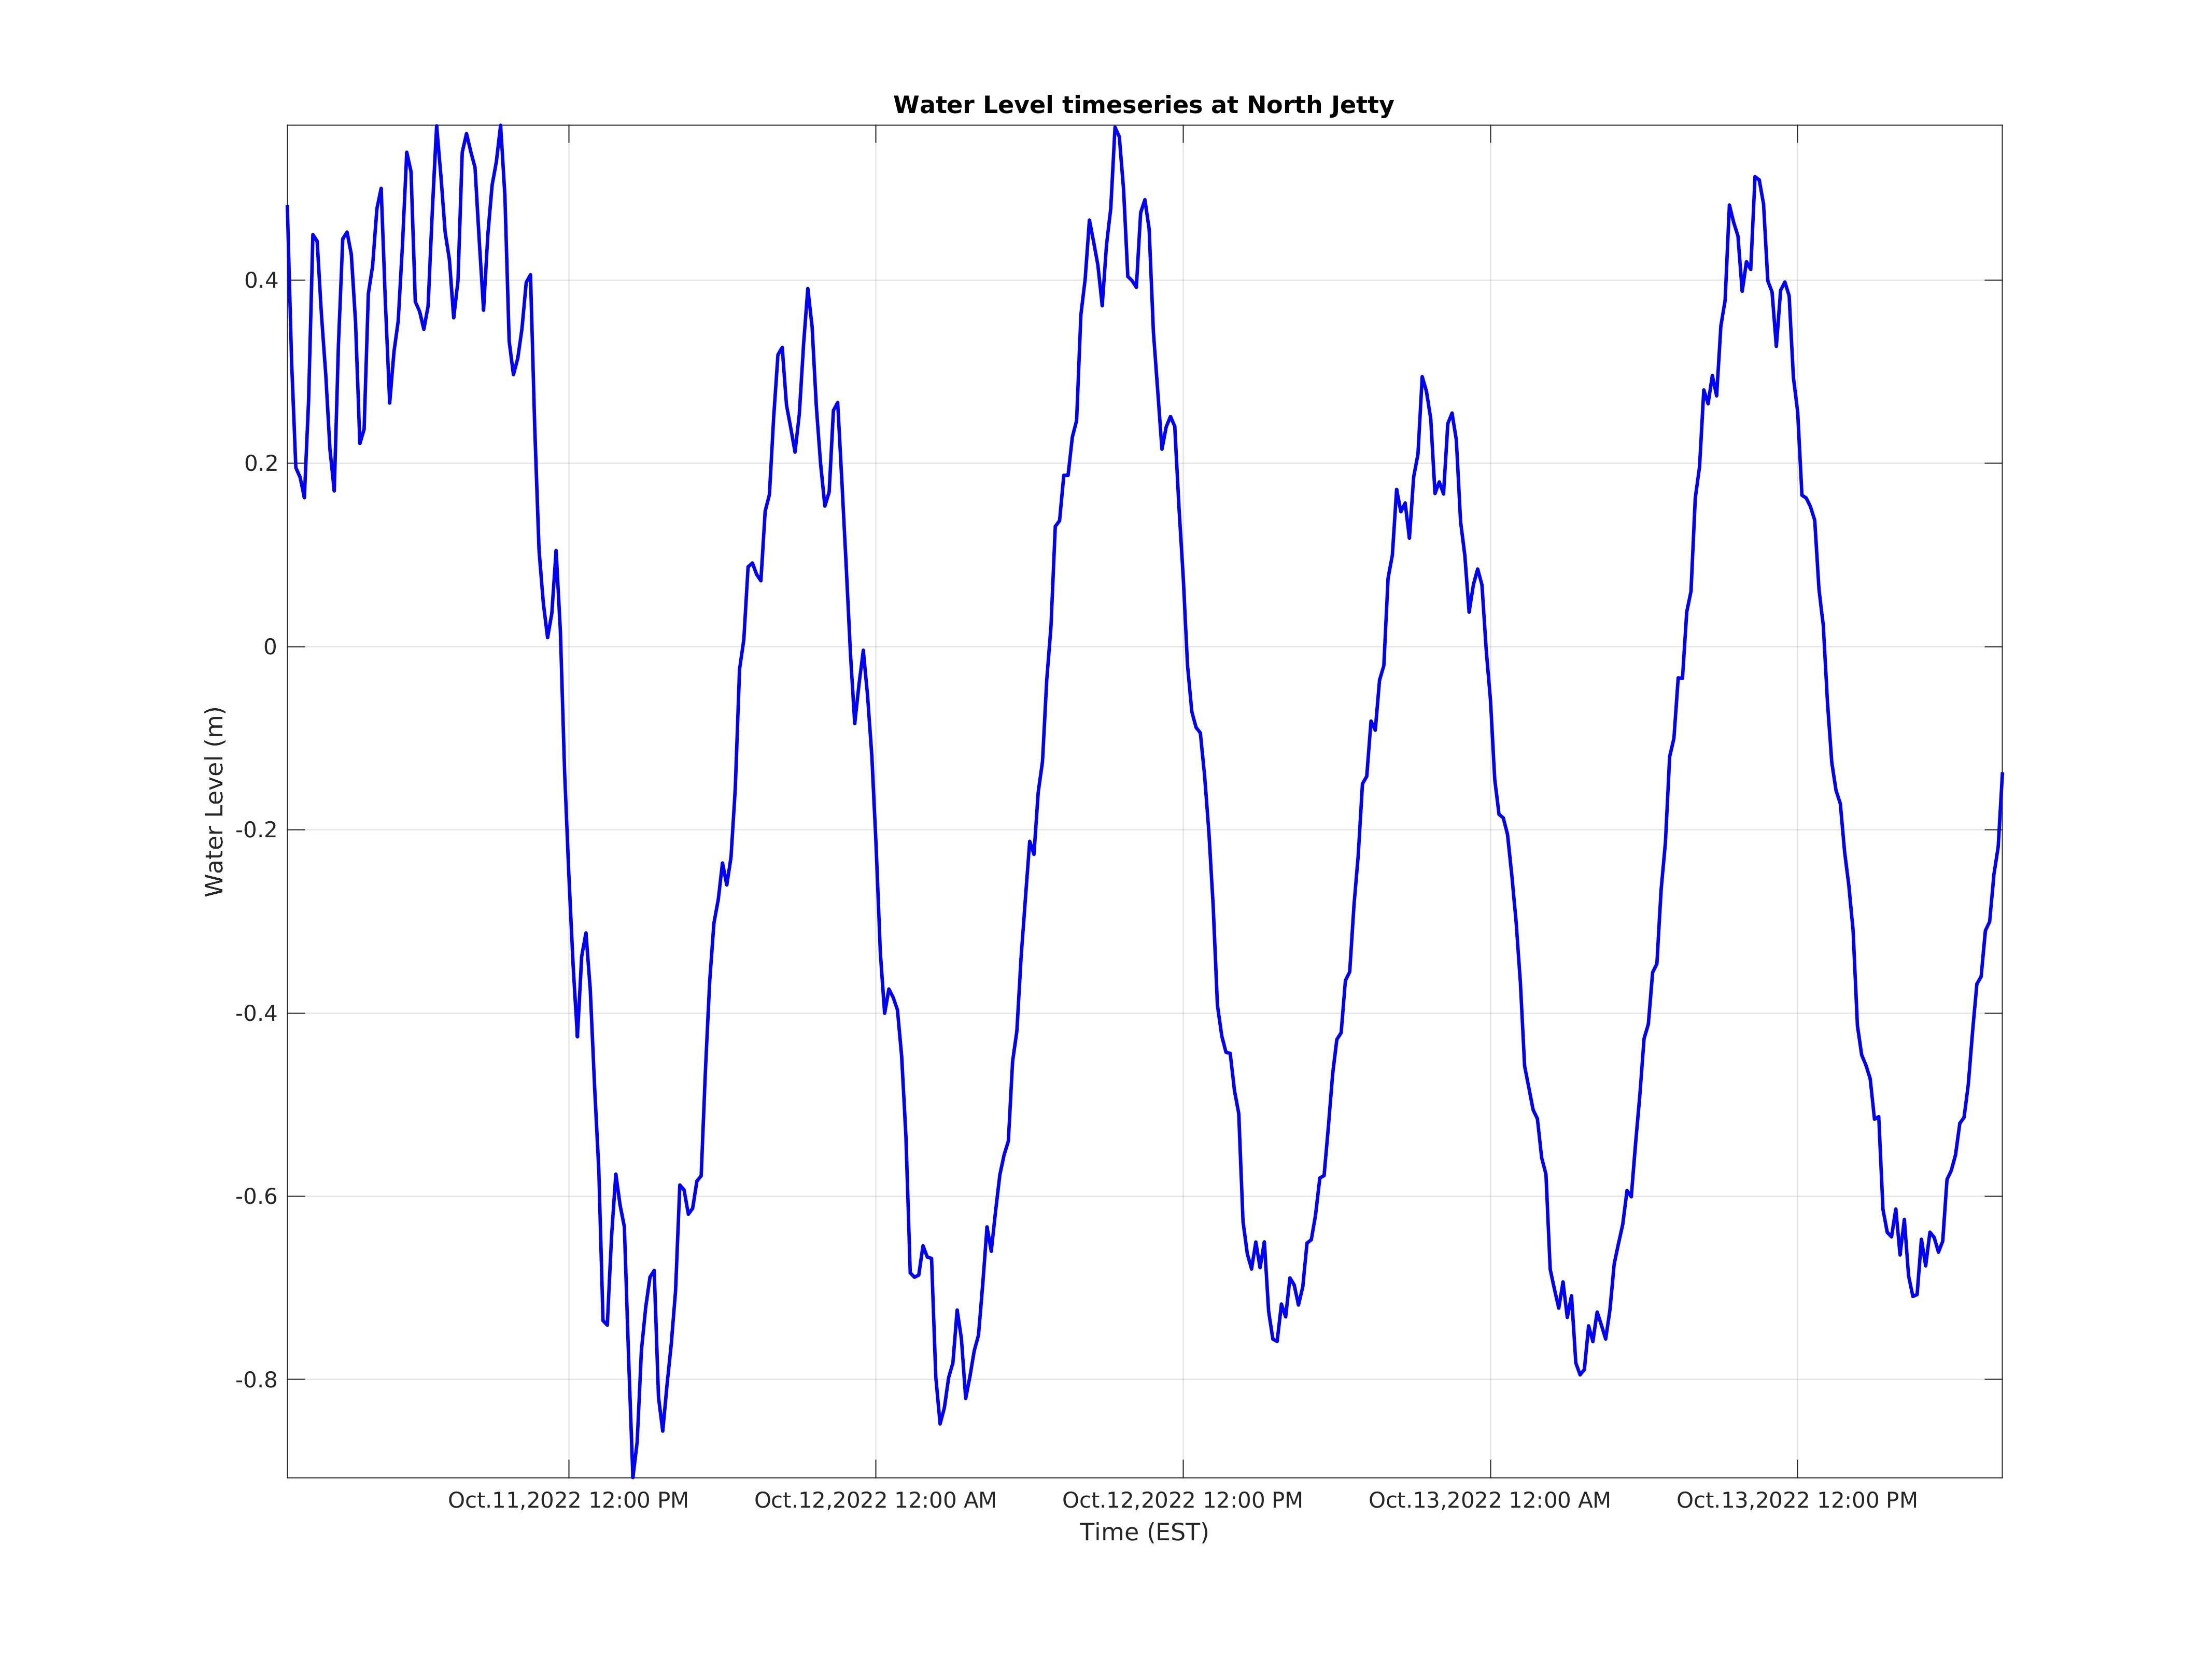 Water Level timeseries at North Jetty
Water Level (m)
0.4
0.2
0
-0.2
-0.4
-0.6
-0.8
Oct.11,2022 12:00 PM
Oct.12,2022 12:00 AM
Oct.12,2022 12:00 PM
Oct.13,2022 12:00 AM
Oct.13,2022 12:00 PM
Time (EST)